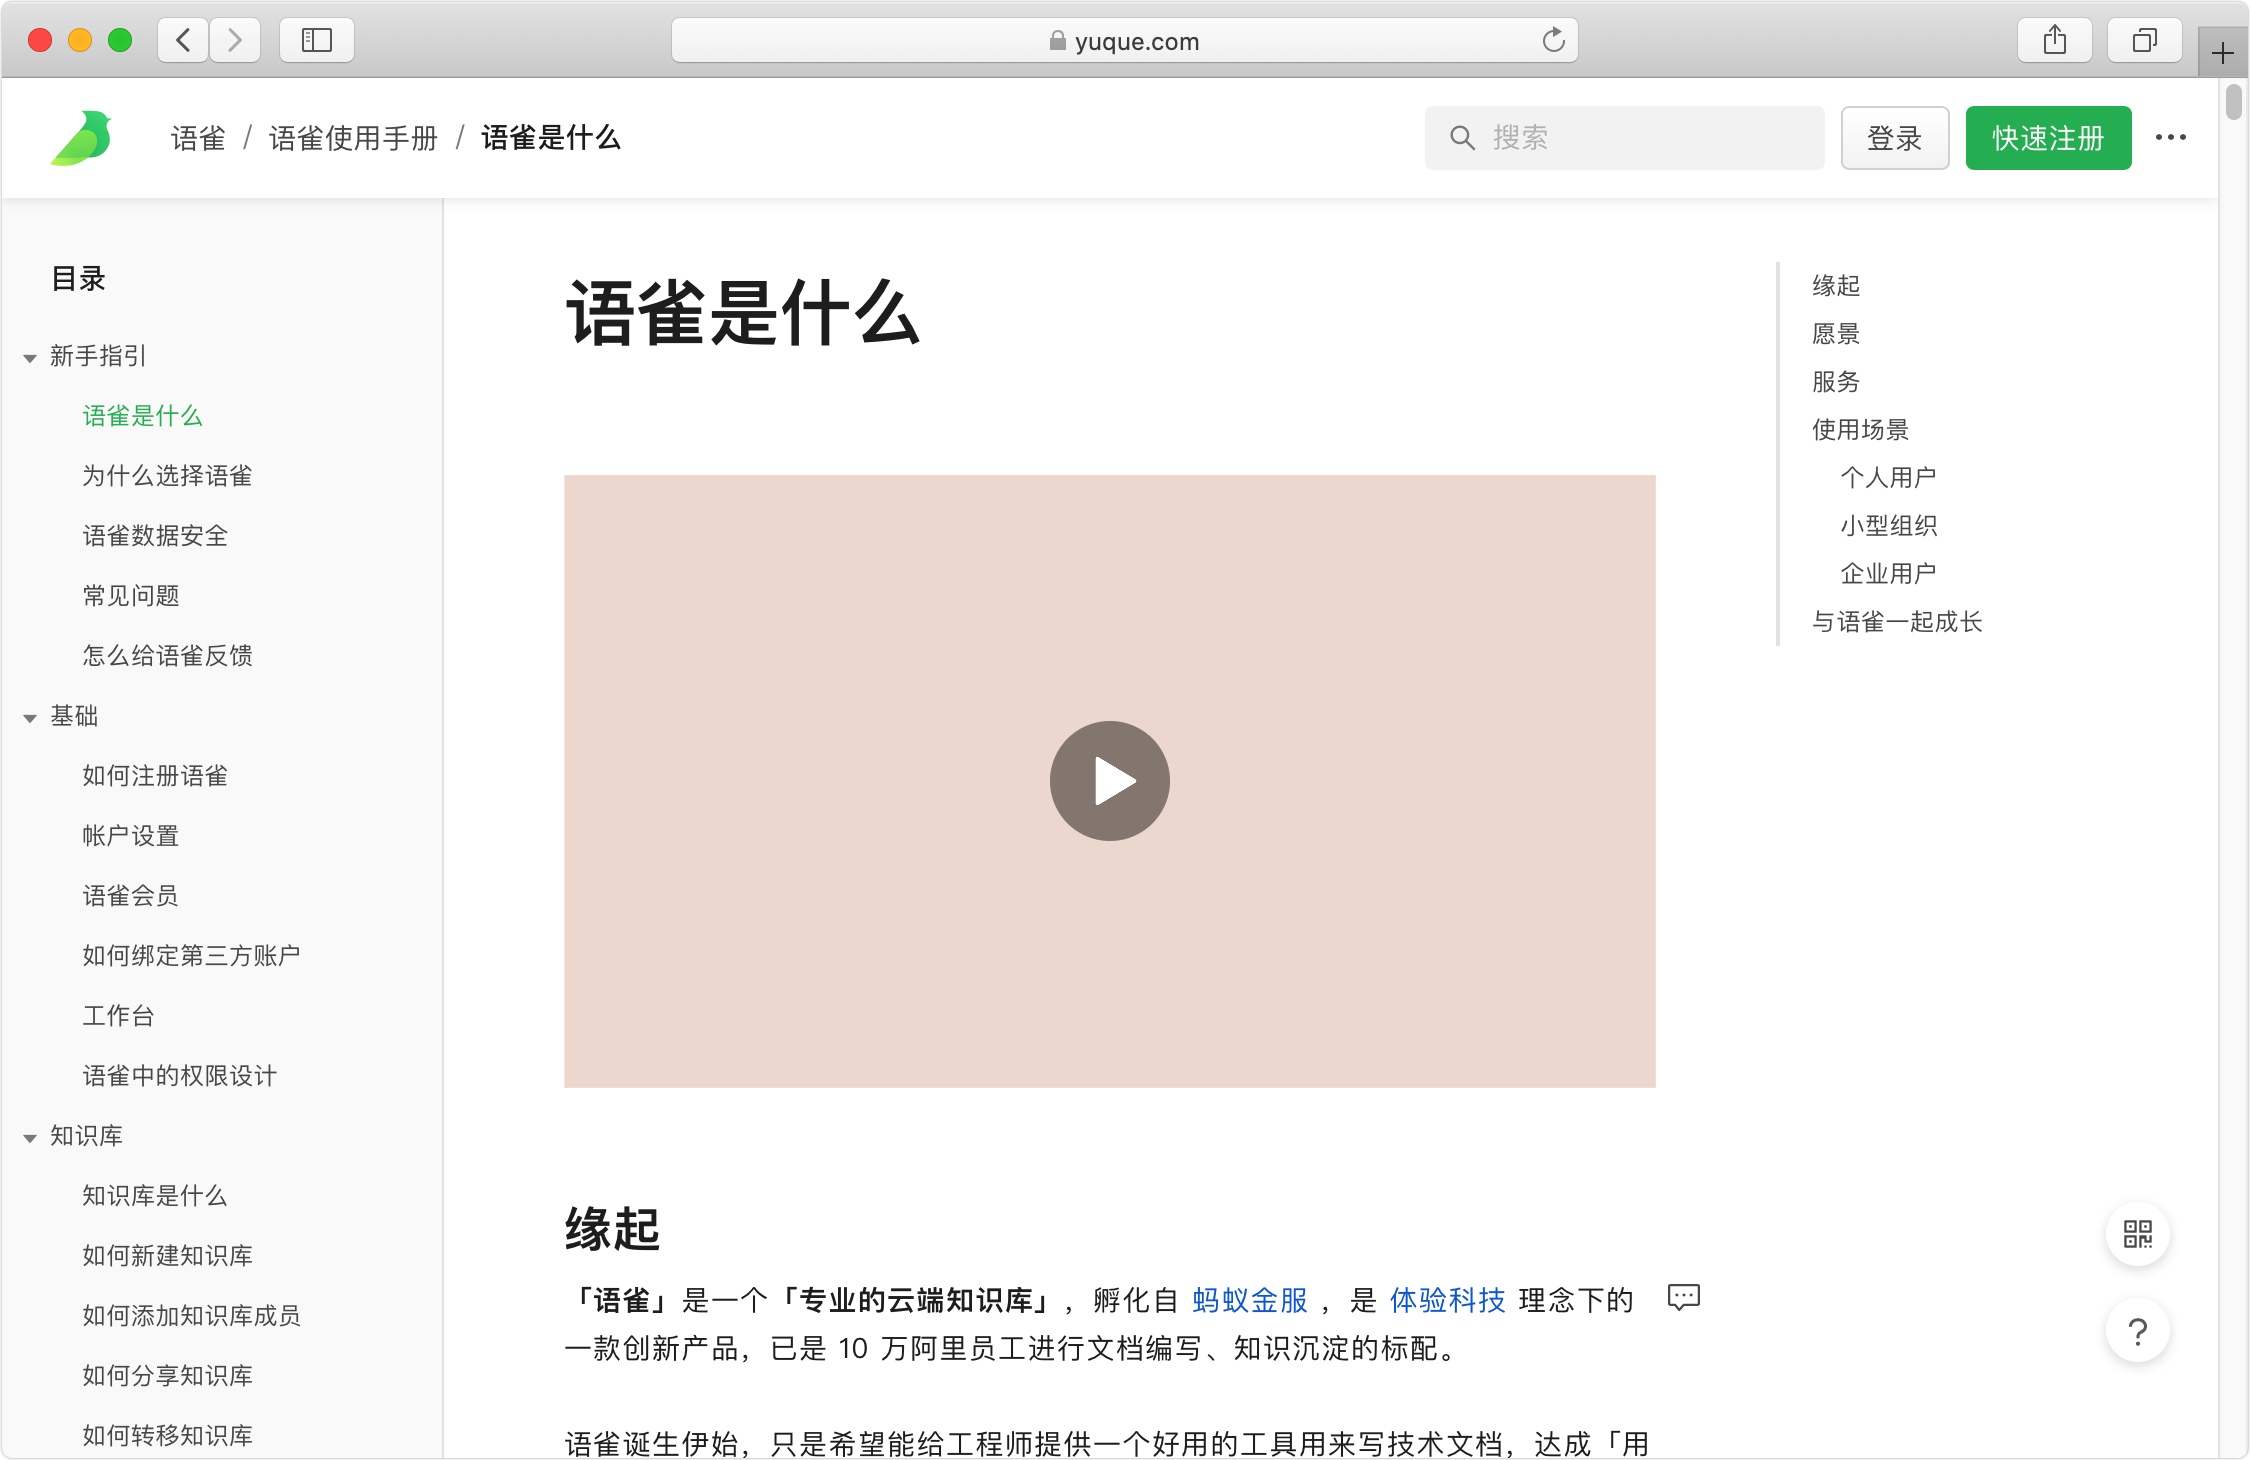 yuque.com
语雀 / 语雀使用手册 / 语雀是什么
搜索
登录
快速注册
目录
新手指引
语雀是什么
为什么选择语雀
语雀数据安全
常见问题
怎么给语雀反馈
基础
如何注册语雀
帐户设置
语雀会员
如何绑定第三方账户
工作台
语雀中的权限设计
知识库
知识库是什么
如何新建知识库
如何添加知识库成员
如何分享知识库
如何转移知识库
语雀是什么
缘起
「语雀」是一个「专业的云端知识库」，孵化自 蚂蚁金服 ，是 体验科技 理念下的
一款创新产品，已是 10 万阿里员工进行文档编写、知识沉淀的标配。
语雀诞生伊始，只是希望能给工程师提供一个好用的工具用来写技术文档，达成「用
缘起
愿景
服务
使用场景
个人用户
小型组织
企业用户
与语雀一起成长